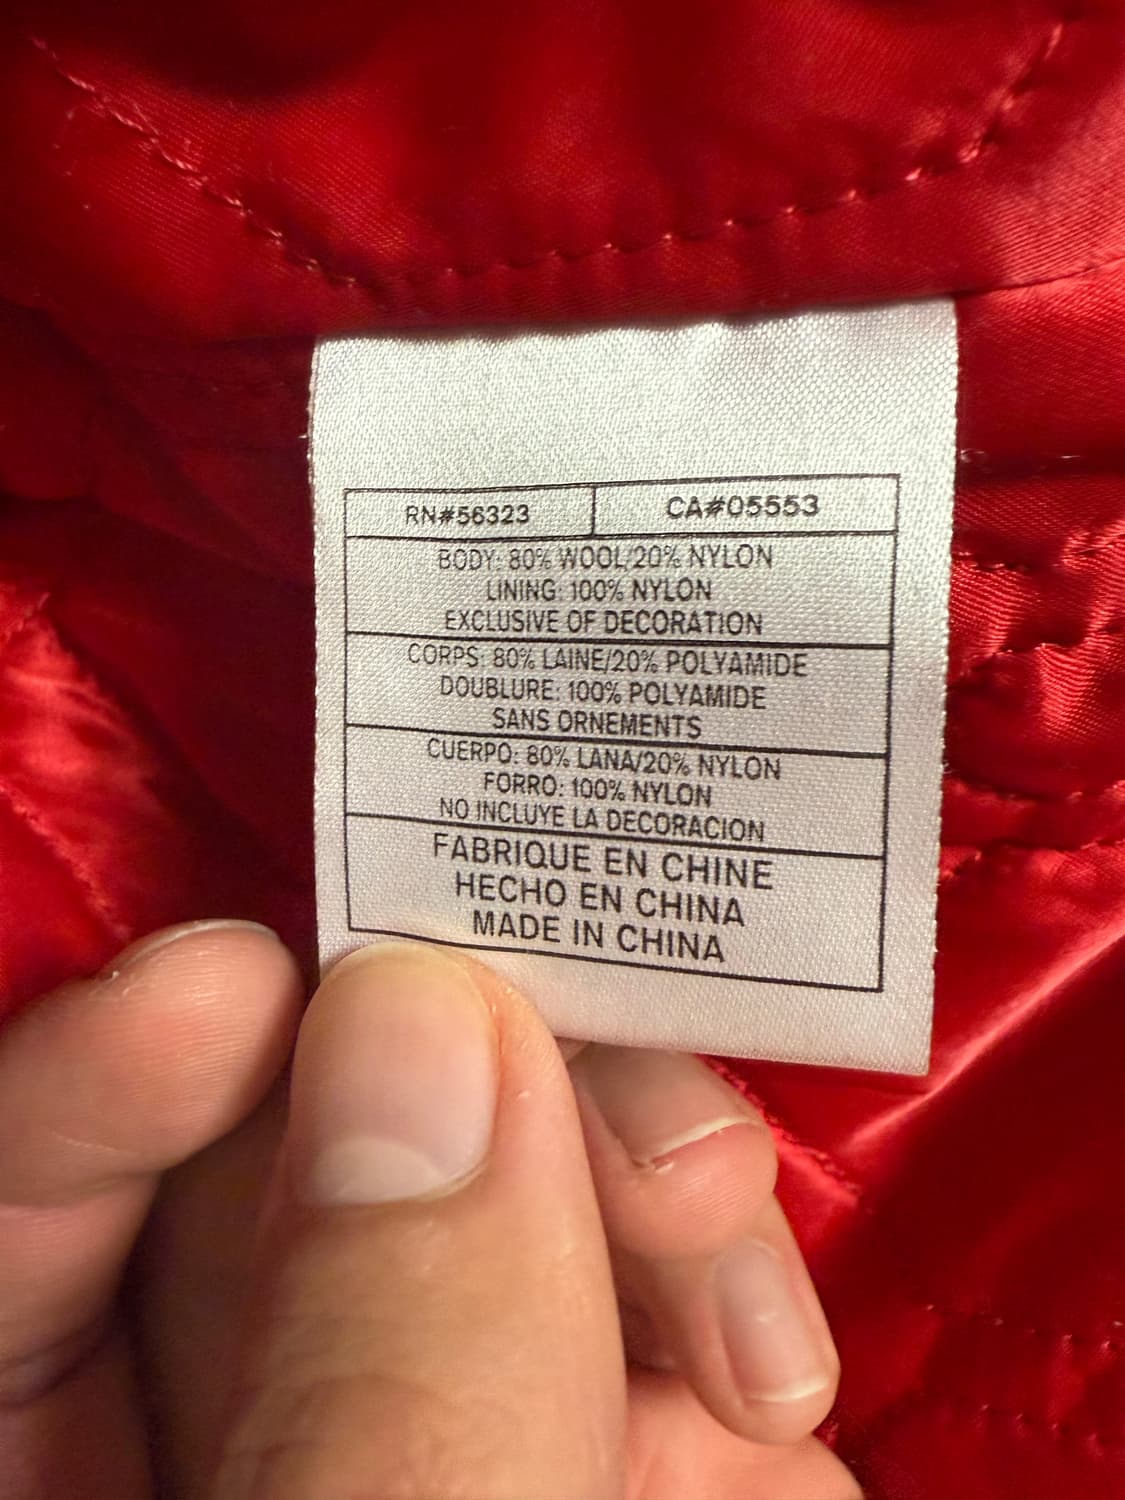 RN#56323 CA#05553
BODY: 80% WOOL/20% NYLON
LINING: 100% NYLON
EXCLUSIVE OF DECORATION
CORPS: 80% LAINE/20% POLYAMIDE
DOUBLURE: 100% POLYAMIDE
SANS ORNEMENTS
CUERPO: 80% LANA/20% NYLON
FORRO: 100% NYLON
NO INCLUYE LA DECORACION
FABRIQUE EN CHINE
HECHO EN CHINA
MADE IN CHINA